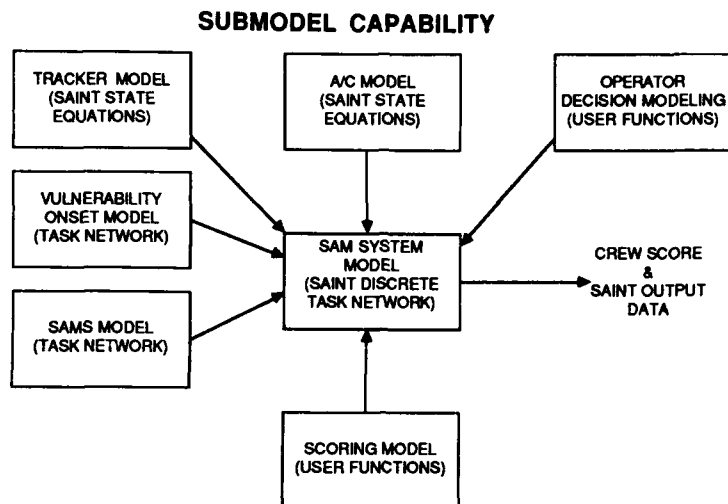 SUBMODEL CAPABILITY
TRACKER MODEL
(SAINT STATE
EQUATIONS)
A/C MODEL
(SAINT STATE
EQUATIONS)
OPERATOR
DECISION MODELING
(USER FUNCTIONS)
VULNERABILITY
ONSET MODEL
(TASK NETWORK)
SAM SYSTEM
MODEL
(SAINT DISCRETE
TASK NETWORK)
CREW SCORE
&
SAINT OUTPUT
DATA
SAMS MODEL
(TASK NETWORK)
SCORING MODEL
(USER FUNCTIONS)